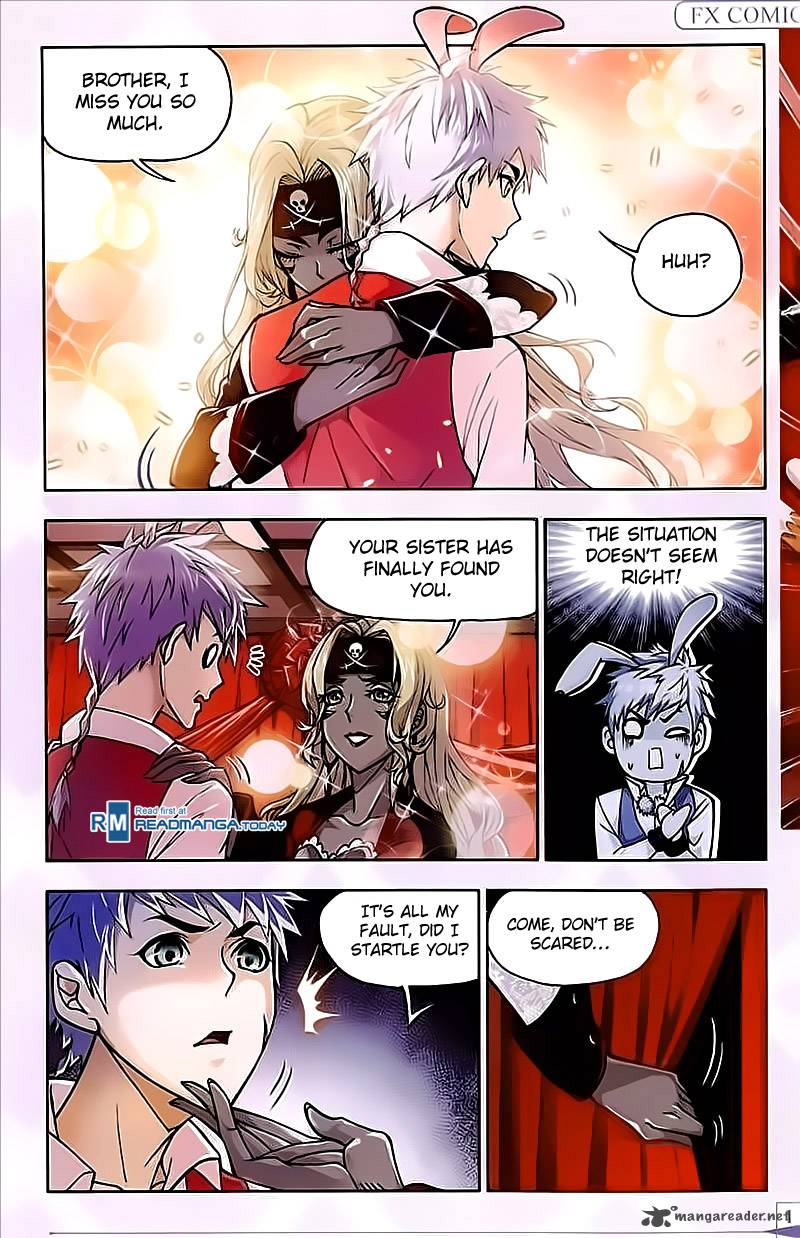 FX COMIC
BROTHER, I
MISS YOU SO
MUCH.
HUH?
YOUR SISTER HAS
FINALLY FOUND
YOU.
THE SITUATION
DOESN'T SEEM
RIGHT!
RM
Read first at
READMANGA.TODAY
IT'S ALL MY
FAULT, DID I
STARTLE YOU?
COME, DON'T BE
SCARED...
1
mangareader.net